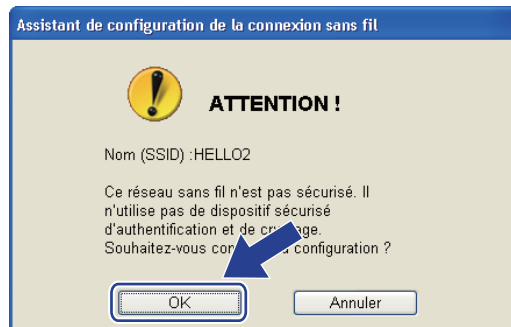 Assistant de configuration de la connexion sans fil
ATTENTION !
Nom (SSID) :HELLO2
Ce réseau sans fil n'est pas sécurisé. Il
n'utilise pas de dispositif sécurisé
d'authentification et de
Souhaitez-vous configuration ?
OK Annuler